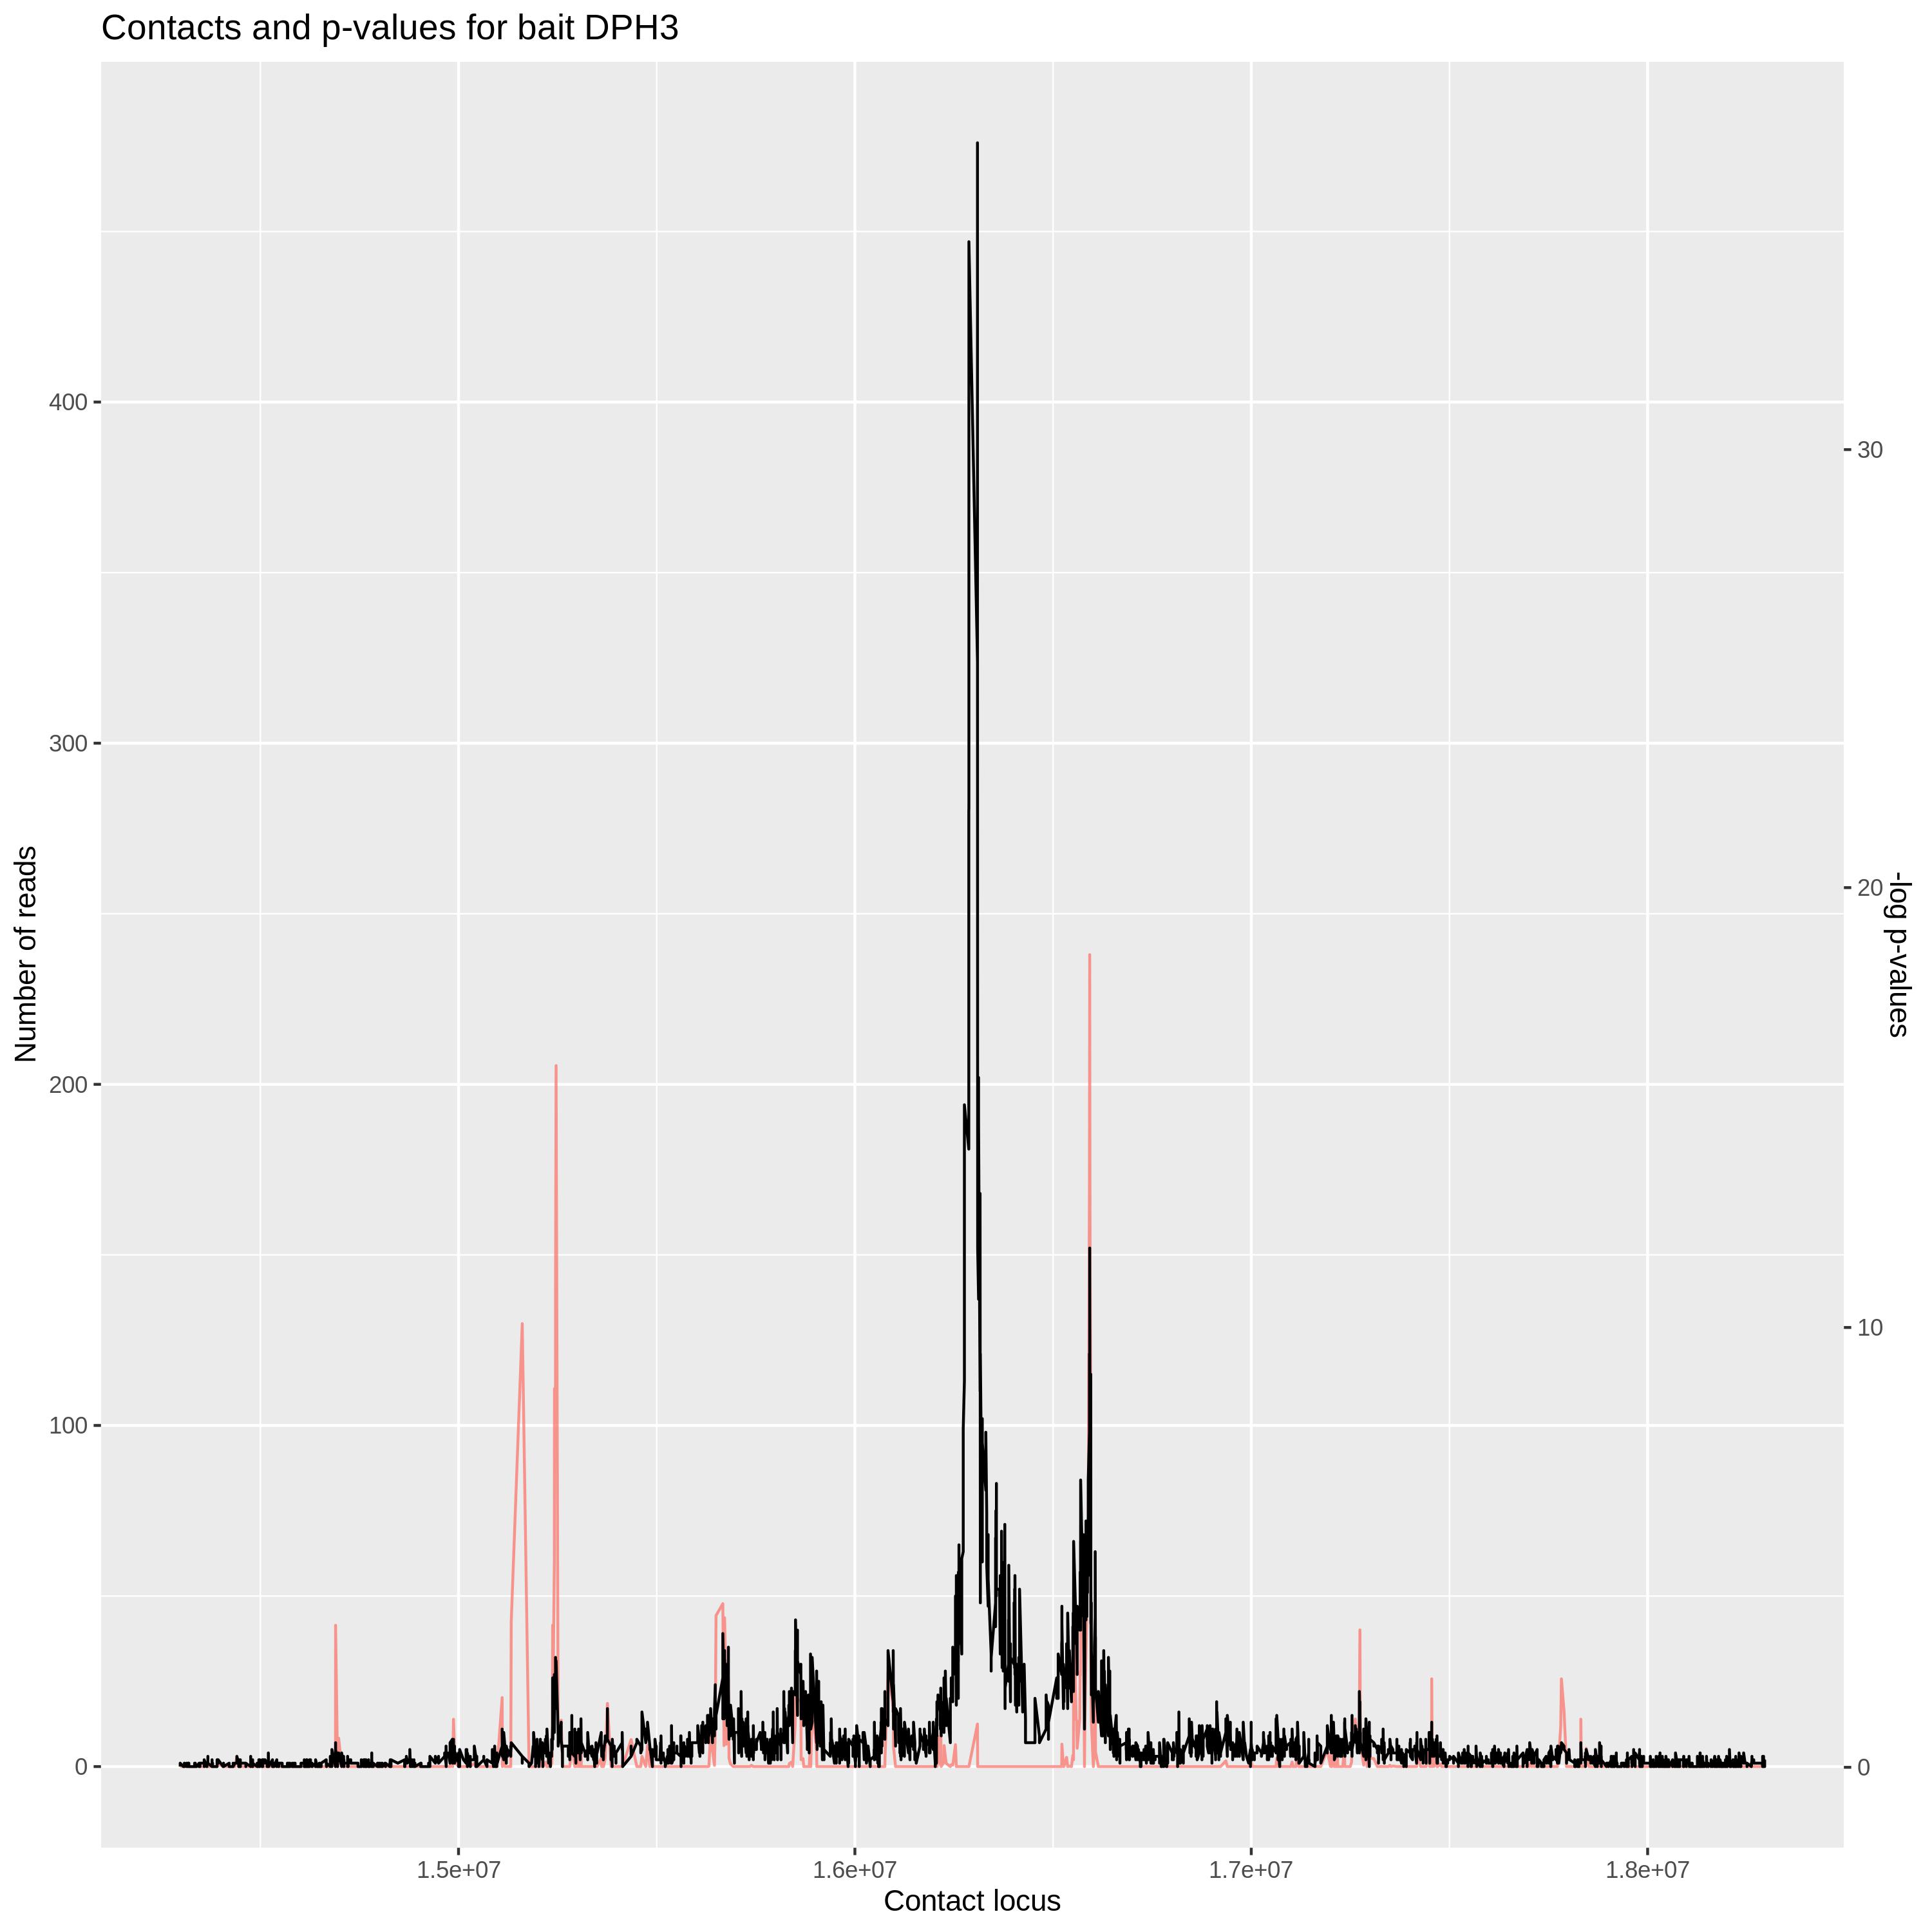 Contacts and p-values for bait DPH3
Number of reads
400
300
200
100
0
30
20
10
0
-log p-values
1.5e+07
1.6e+07
1.7e+07
1.8e+07
Contact locus